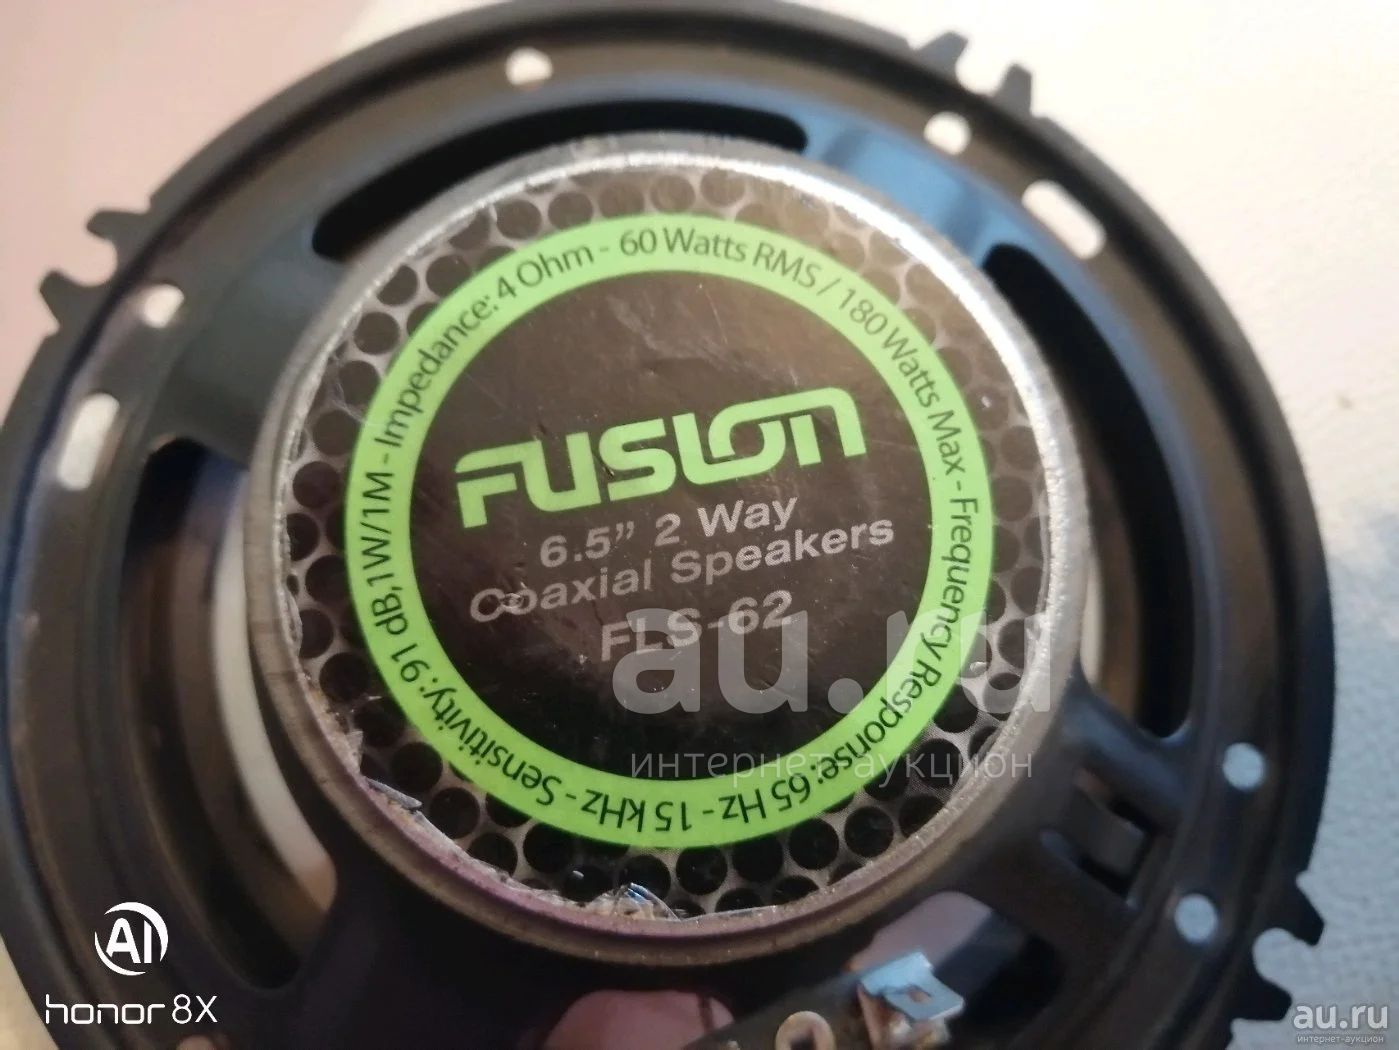 Sensitivity: 91 dB,1W/1M - Impedance: 4 Ohm - 60 Watts RMS / 180 Watts Max - Frequency Response: 65 Hz - 15 kHz -
FUSION
6.5" 2 Way
Coaxial Speakers
FLS-62
au.ru
интернет-аукцион
AI
honor 8X
au.ru
интернет-аукцион